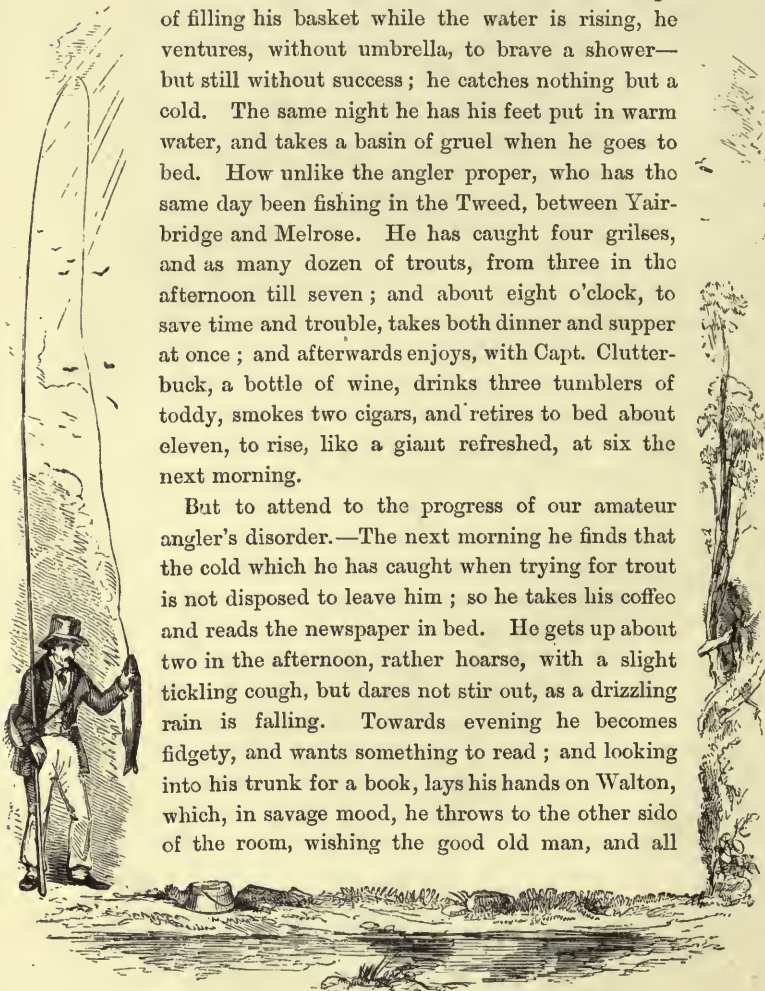 of filling his basket while the water is rising, he
ventures, without umbrella, to brave a shower—
but still without success ; he catches nothing but a
cold. The same night he has his feet put in warm
water, and takes a basin of gruel when he goes to
bed. How unlike the angler proper, who has the
same day been fishing in the Tweed, between Yair-
bridge and Melrose. He has caught four grilses,
and as many dozen of trouts, from three in the
afternoon till seven ; and about eight o'clock, to
save time and trouble, takes both dinner and supper
at once ; and afterwards enjoys, with Capt. Clutter-
buck, a bottle of wine, drinks three tumblers of
toddy, smokes two cigars, and retires to bed about
eleven, to rise, like a giant refreshed, at six the
next morning.
But to attend to the progress of our amateur
angler's disorder.—The next morning he finds that
the cold which he has caught when trying for trout
is not disposed to leave him ; so he takes his coffee
and reads the newspaper in bed. He gets up about
two in the afternoon, rather hoarse, with a slight
tickling cough, but dares not stir out, as a drizzling
rain is falling. Towards evening he becomes
fidgety, and wants something to read ; and looking
into his trunk for a book, lays his hands on Walton,
which, in savage mood, he throws to the other side
of the room, wishing the good old man, and all